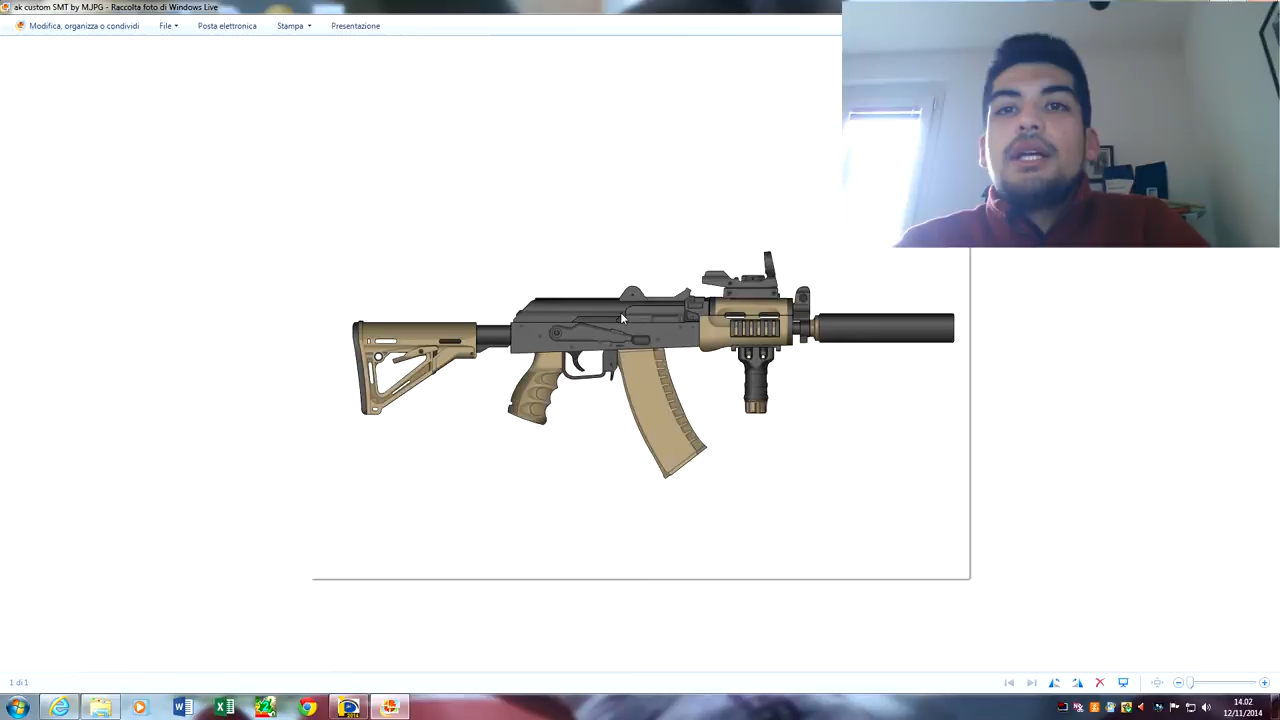 ak custom SMT by M.JPG - Raccolta foto di Windows Live
Modifica, organizza o condividi File Posta elettronica Stampa Presentazione
1 di 1
14.02
12/11/2014